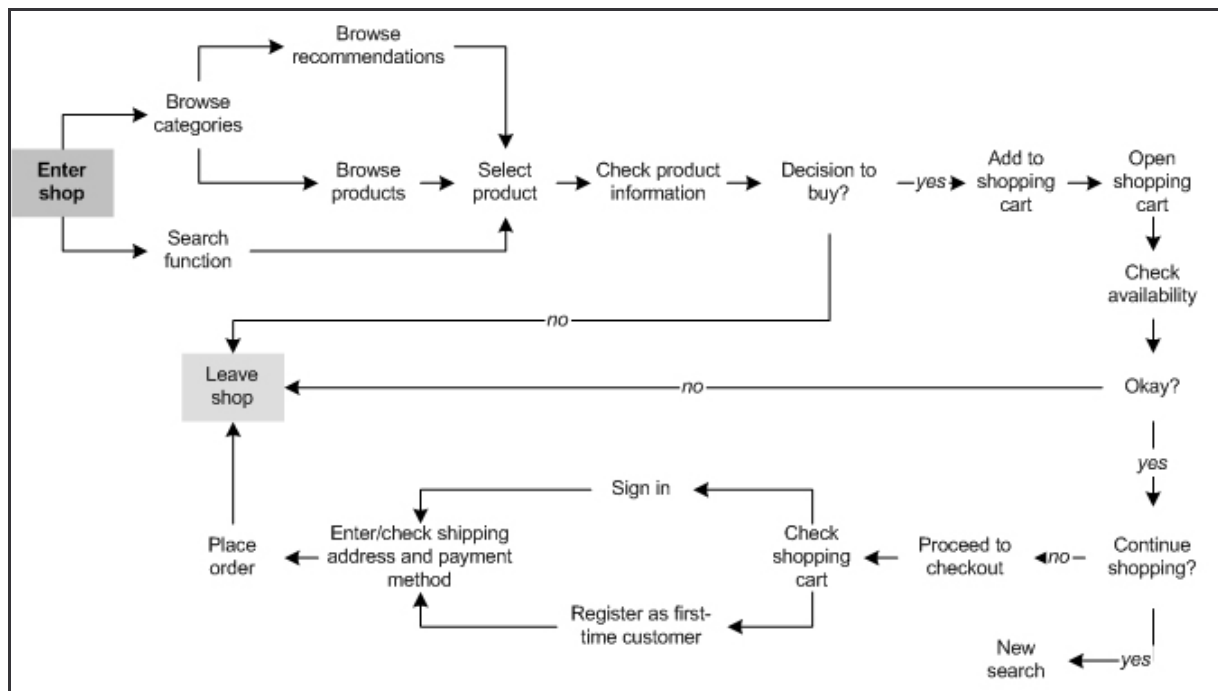 Browse
recommendations
Browse
categories
Enter
shop
Browse
products
Select
product
Check product
information
Decision to
buy?
yes
Add to
shopping
cart
Open
shopping
cart
Search
function
Check
availability
no
Leave
shop
no
Okay?
yes
Sign in
Place
order
Enter/check shipping
address and payment
method
Check
shopping
cart
Proceed to
checkout
no
Continue
shopping?
Register as first-
time customer
New
search
yes